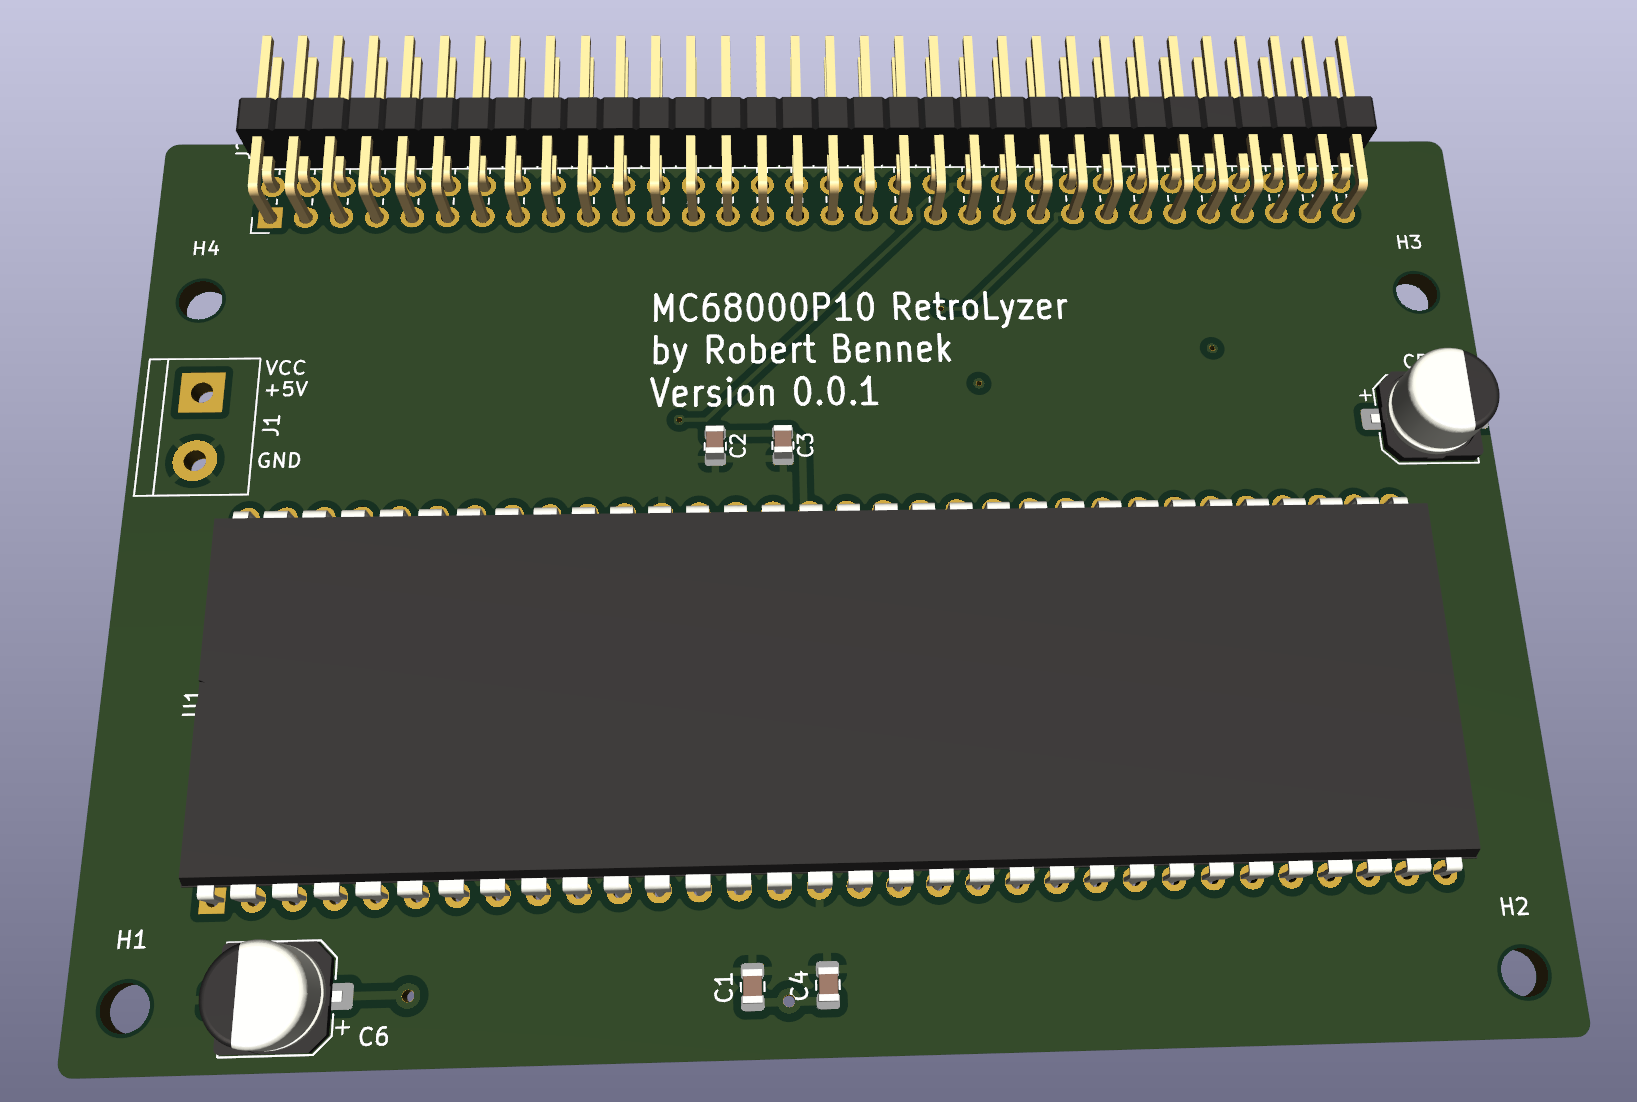 H4
H3
MC68000P10 RetroLyzer
by Robert Bennek
Version 0.0.1
VCC
+5V
J1
GND
C2
C3
+
H1
H2
C1
C4
+
C6